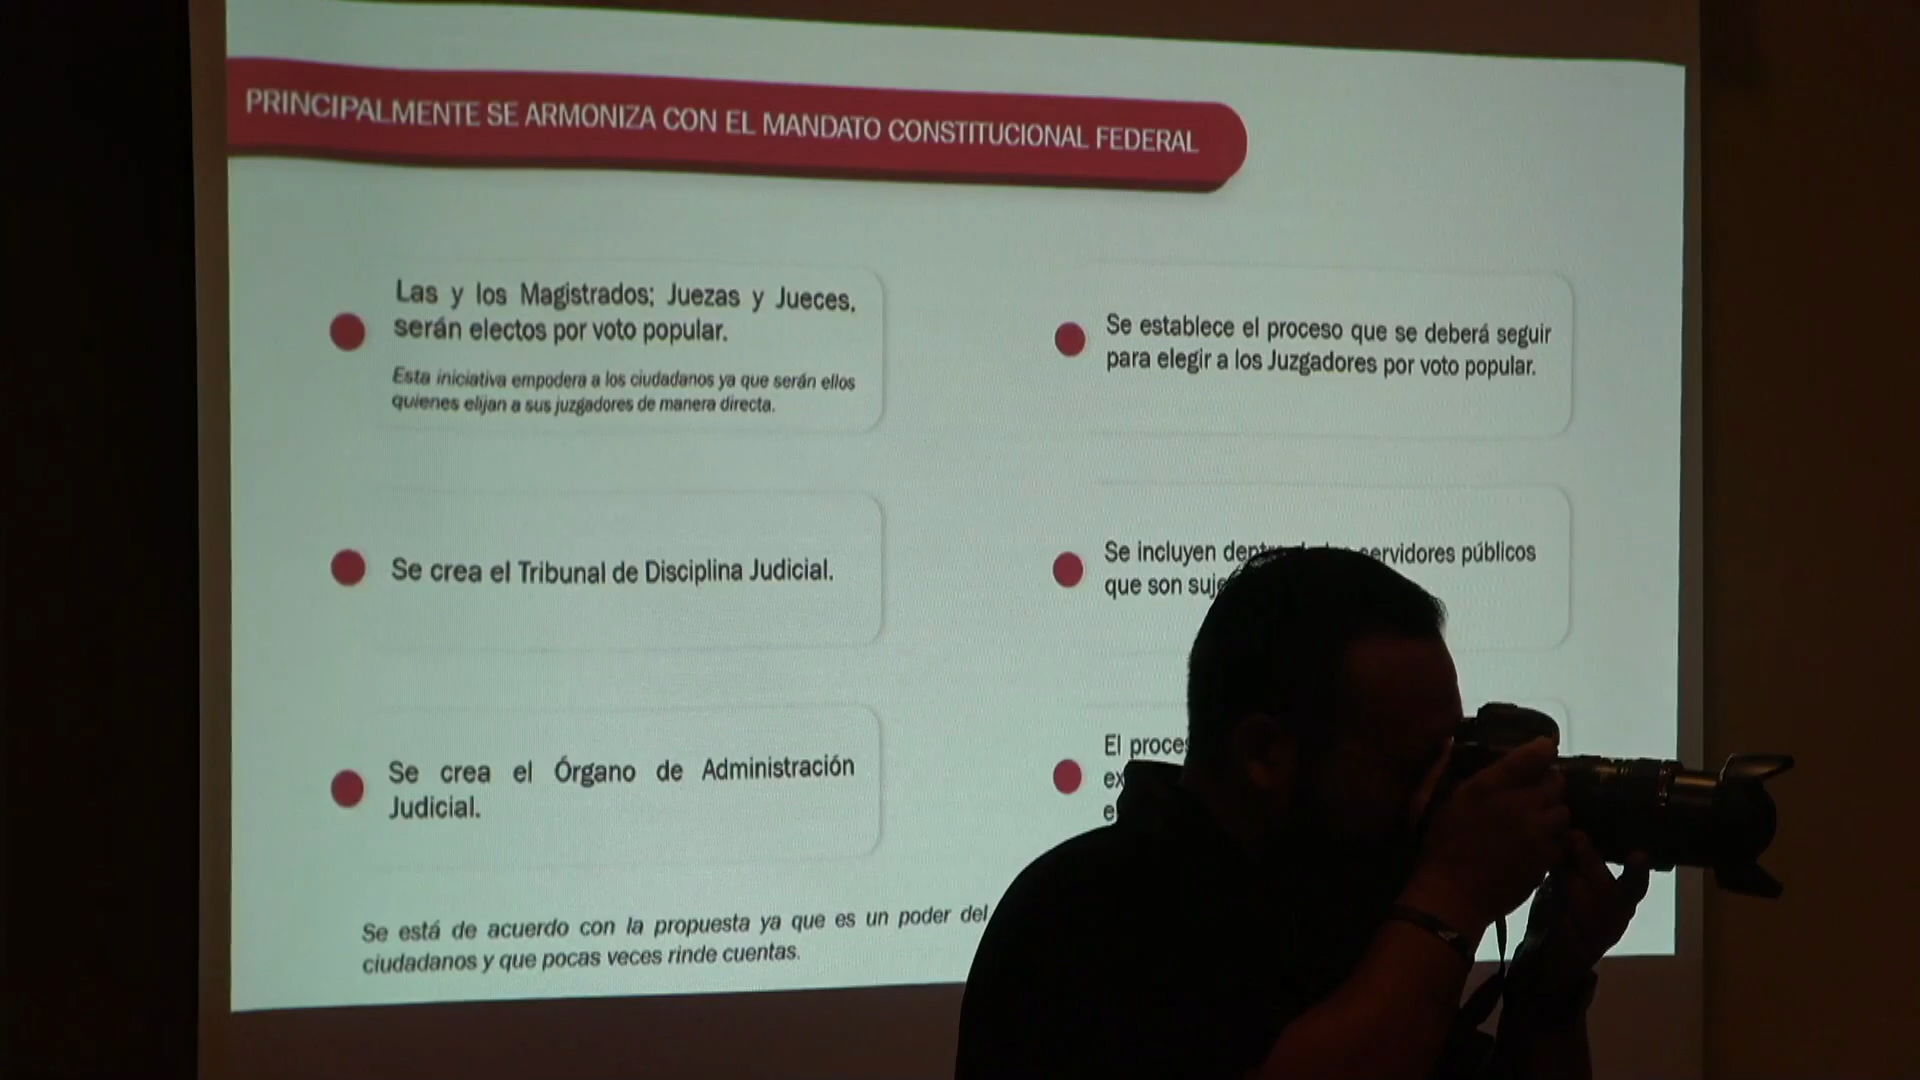 PRINCIPALMENTE SE ARMONIZA CON EL MANDATO CONSTITUCIONAL FEDERAL
Las y los Magistrados; Juezas y Jueces,
serán electos por voto popular.
Esta iniciativa empodera a los ciudadanos ya que serán ellos
quienes elijan a sus juzgadores de manera directa.
Se crea el Tribunal de Disciplina Judicial.
Se crea el Órgano de Administración
Judicial.
Se establece el proceso que se deberá seguir
para elegir a los Juzgadores por voto popular.
Se incluyen servidores públicos
que son
El
Se está de acuerdo con la propuesta ya que es un poder del
ciudadanos y que pocas veces rinde cuentas.